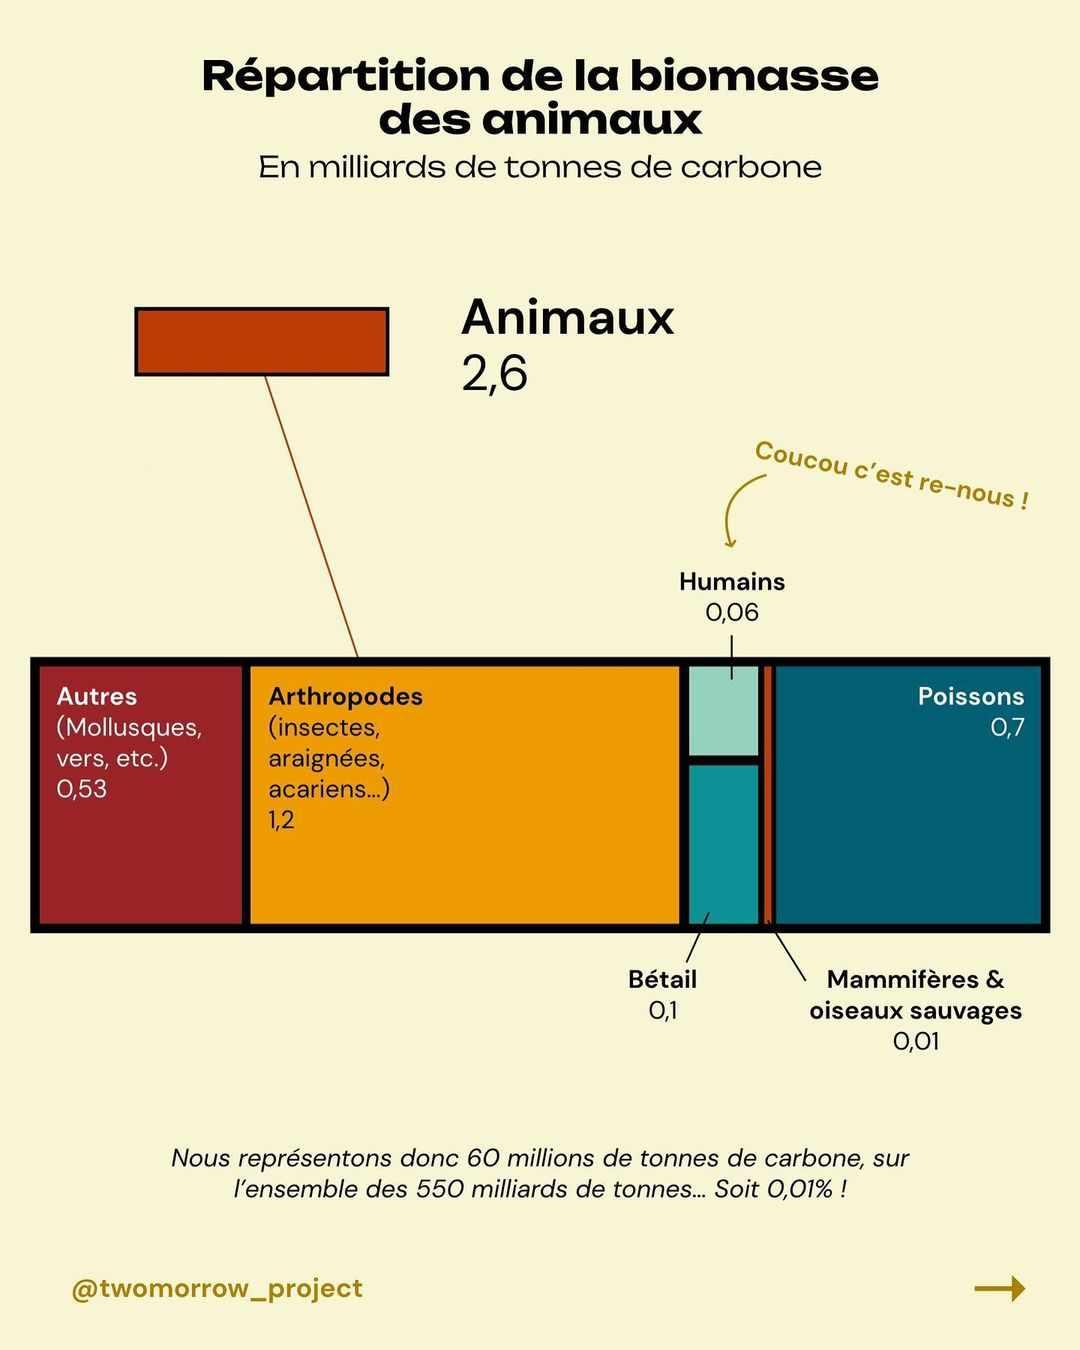 Répartition de la biomasse
des animaux
En milliards de tonnes de carbone
Animaux
2,6
Coucou c'est re-nous !
Humains
0,06
Autres
(Mollusques,
vers, etc.)
0,53
Arthropodes
(insectes,
araignées,
acariens...)
1,2
Poissons
0,7
Bétail
0,1
Mammifères &
oiseaux sauvages
0,01
Nous représentons donc 60 millions de tonnes de carbone, sur
l'ensemble des 550 milliards de tonnes... Soit 0,01% !
@twomorrow_project